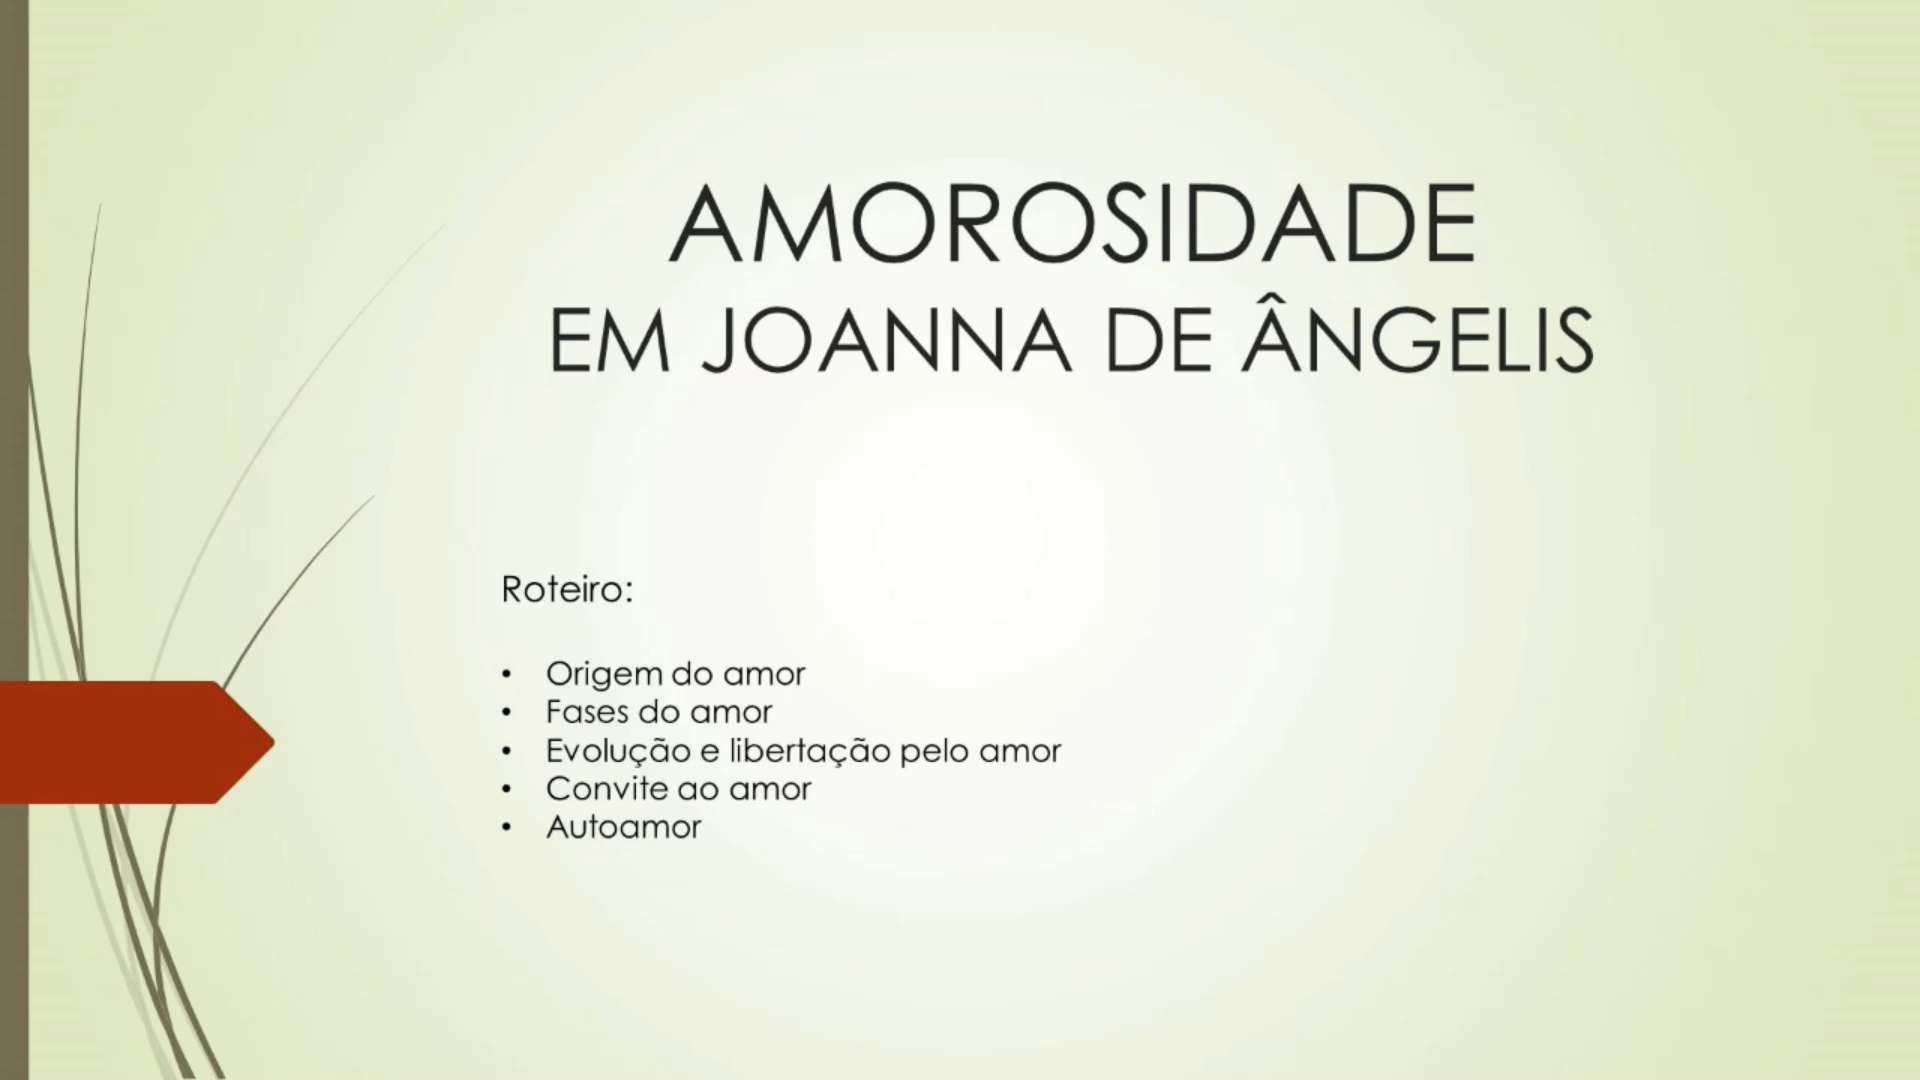 AMOROSIDADE
EM JOANNA DE ÂNGELIS
Roteiro:
• Origem do amor
• Fases do amor
• Evolução e libertação pelo amor
• Convite ao amor
• Autoamor